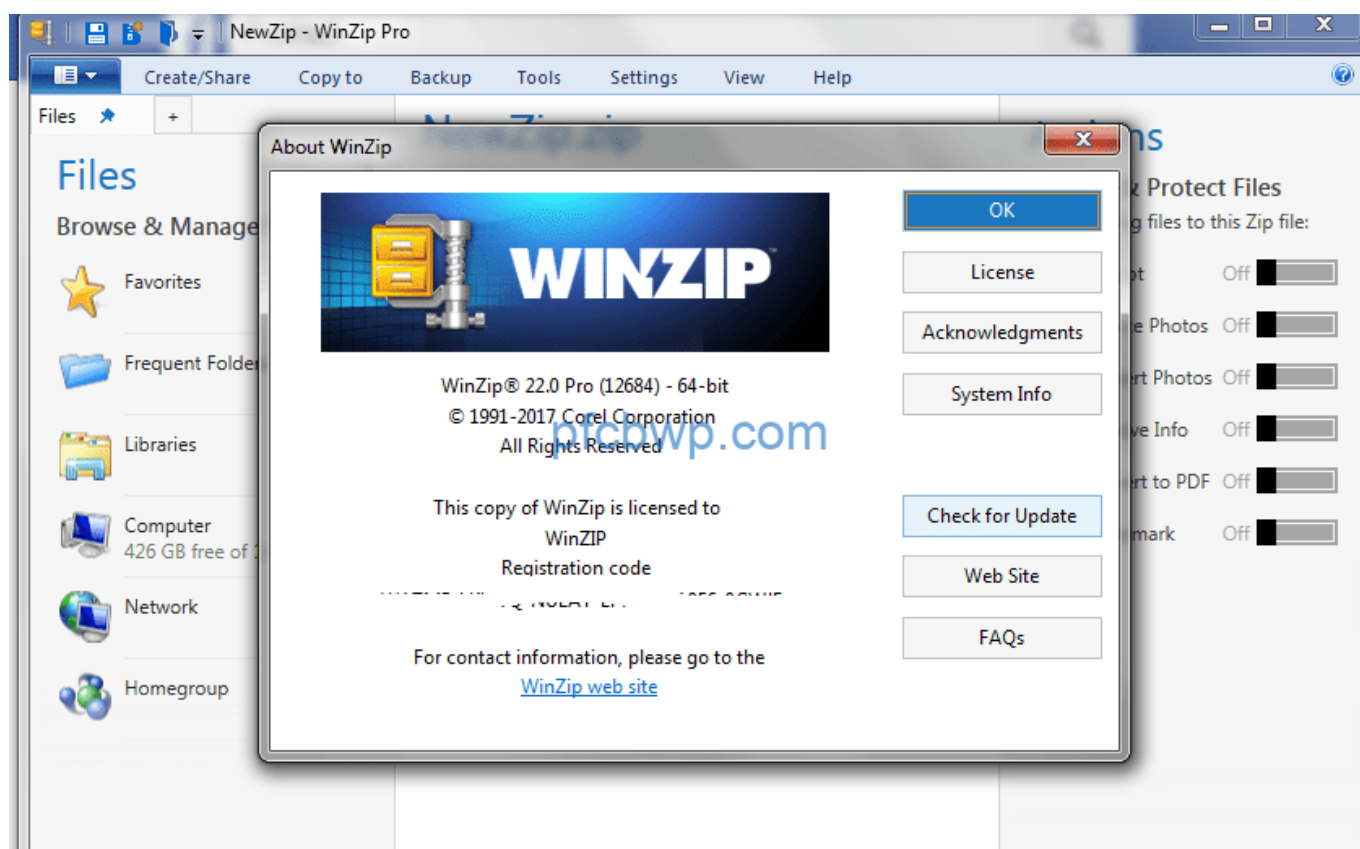 NewZip - WinZip Pro
Create/Share Copy to Backup Tools Settings View Help
Files +
NewZip.zip
Files
Browse & Manage
Favorites
Frequent
Libraries
Computer
426 GB free of
Network
Homegroup
About WinZip
WINZIP
WinZip® 22.0 Pro (12684) - 64-bit
© 1991-2017 Corel Corporation
All Rights Reserved
pfcbwp.com
This copy of WinZip is licensed to
WinZIP
Registration code
For contact information, please go to the
WinZip web site
OK
License
Acknowledgments
System Info
Check for Update
Web Site
FAQs
& Protect Files
files to this Zip file:
Off
Photos Off
Photos Off
Info Off
to PDF Off
Off